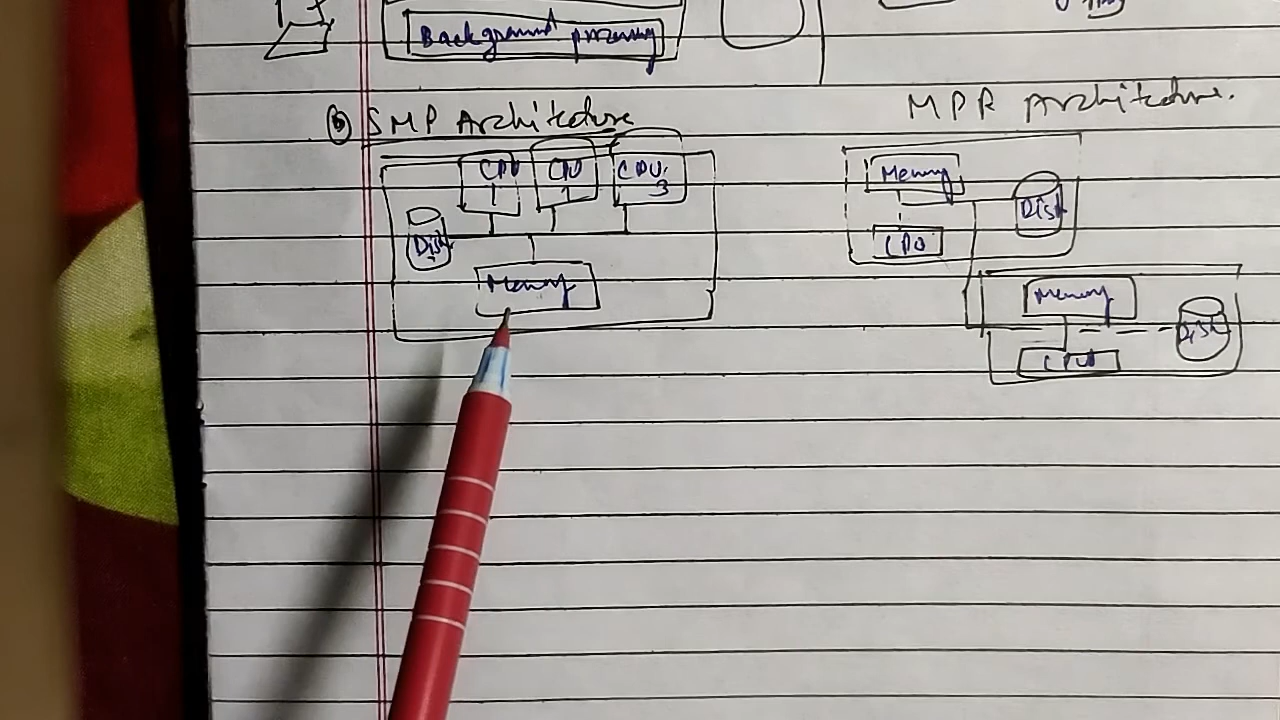 Background processing
(b) SMP Architecture
CPU 1
CPU 2
CPU 3
Disk
Memory
MPP Architecture.
Memory
Disk
CPU
Memory
Disk
CPU